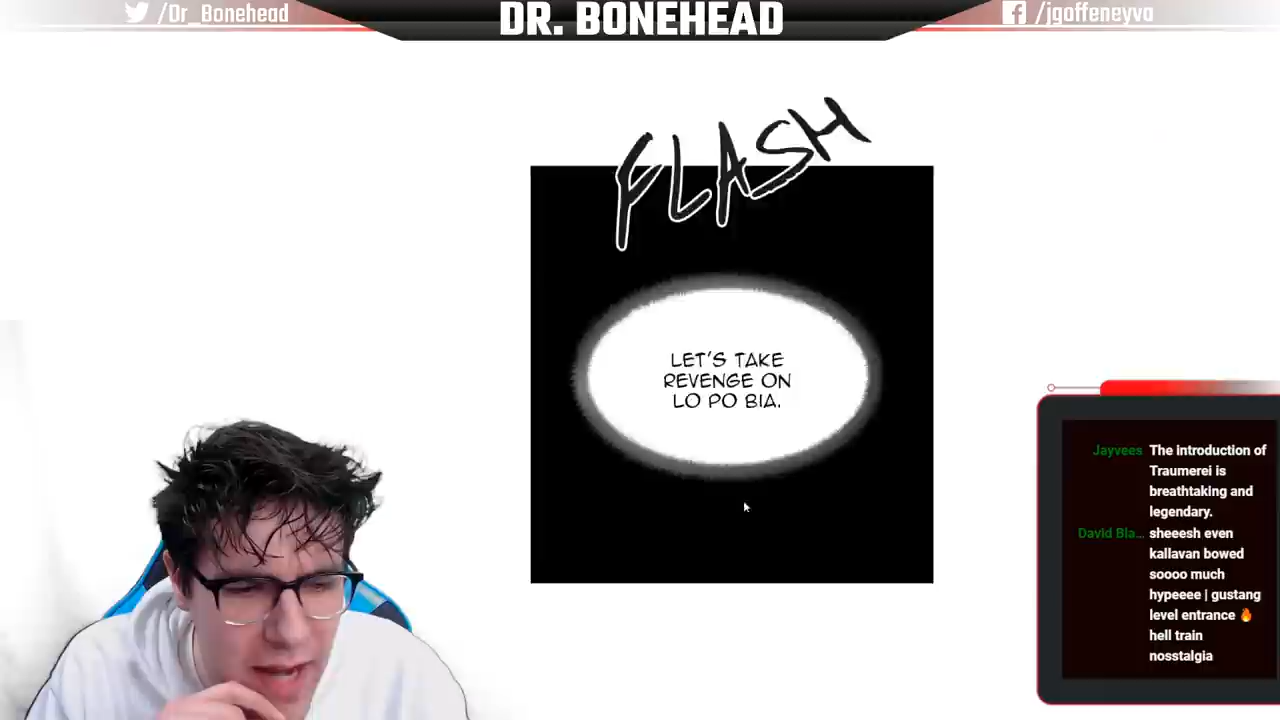 /Dr_Bonehead
DR. BONEHEAD
/jgoffeneyva
FLASH
LET'S TAKE
REVENGE ON
LO PO BIA.
Jayvees The introduction of
Traumerei is
breathtaking and
legendary.
David Bla... sheeesh even
kallavan bowed
soooo much
hypeeee | gustang
level entrance 🔥
hell train
nosstalgia